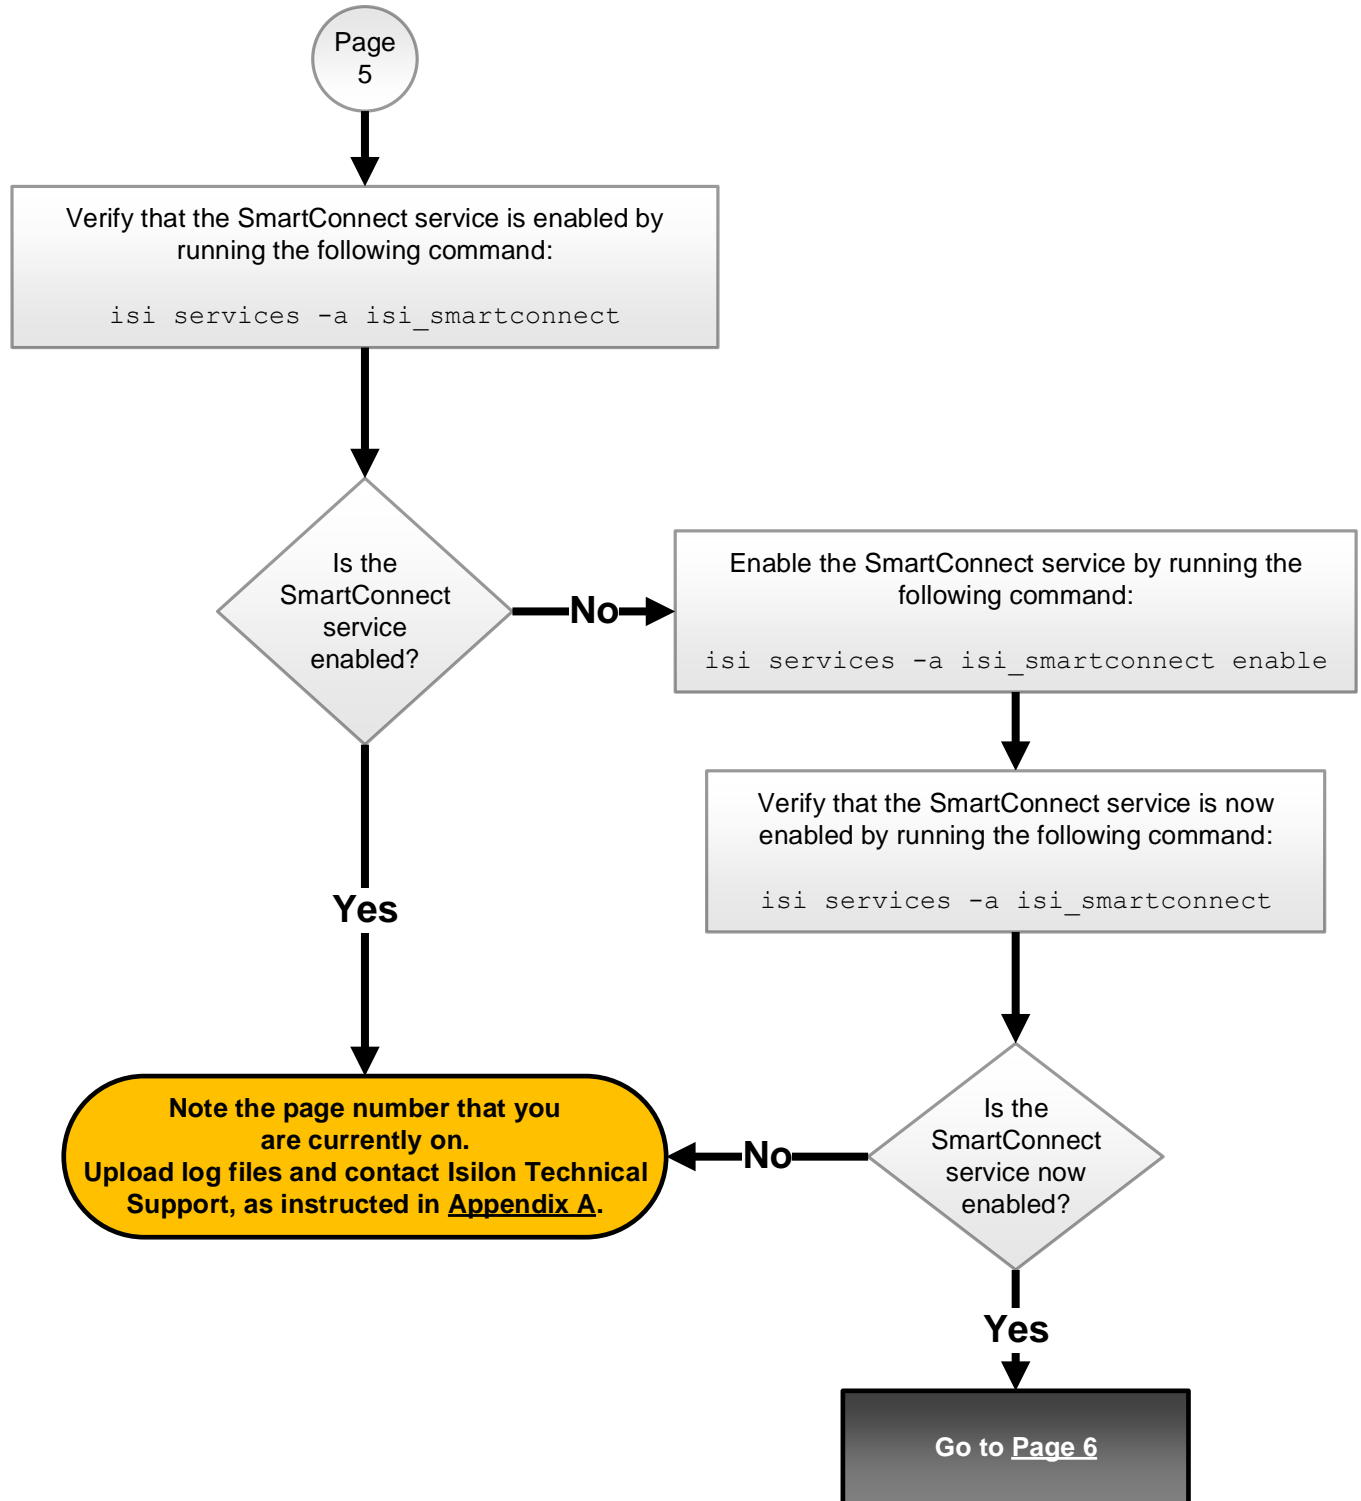 Page
5
Verify that the SmartConnect service is enabled by
running the following command:
isi services -a isi_smartconnect
Is the
SmartConnect
service
enabled?
No
Enable the SmartConnect service by running the
following command:
isi services -a isi_smartconnect enable
Verify that the SmartConnect service is now
enabled by running the following command:
isi services -a isi_smartconnect
Yes
Note the page number that you
are currently on.
Upload log files and contact Isilon Technical
Support, as instructed in Appendix A.
No
Is the
SmartConnect
service now
enabled?
Yes
Go to Page 6